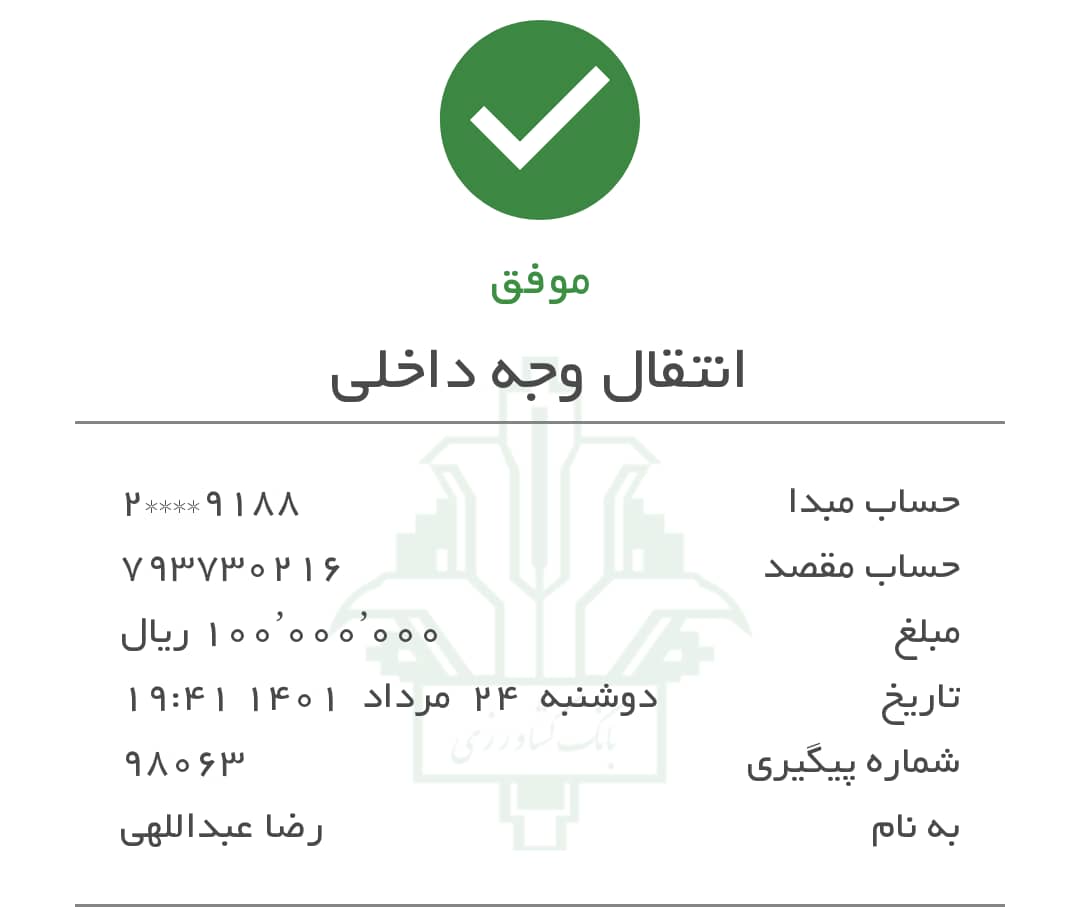 موفق
انتقال وجه داخلی
حساب مبدا ۲****۹۱۸۸
حساب مقصد ۷۹۳۷۳۰۲۱۶
مبلغ ۱۰۰٬۰۰۰٬۰۰۰ ریال
تاریخ دوشنبه ۲۴ مرداد ۱۴۰۱ ۱۹:۴۱
بانک کشاورزی
شماره پیگیری ۹۸۰۶۳
به نام رضا عبداللهی